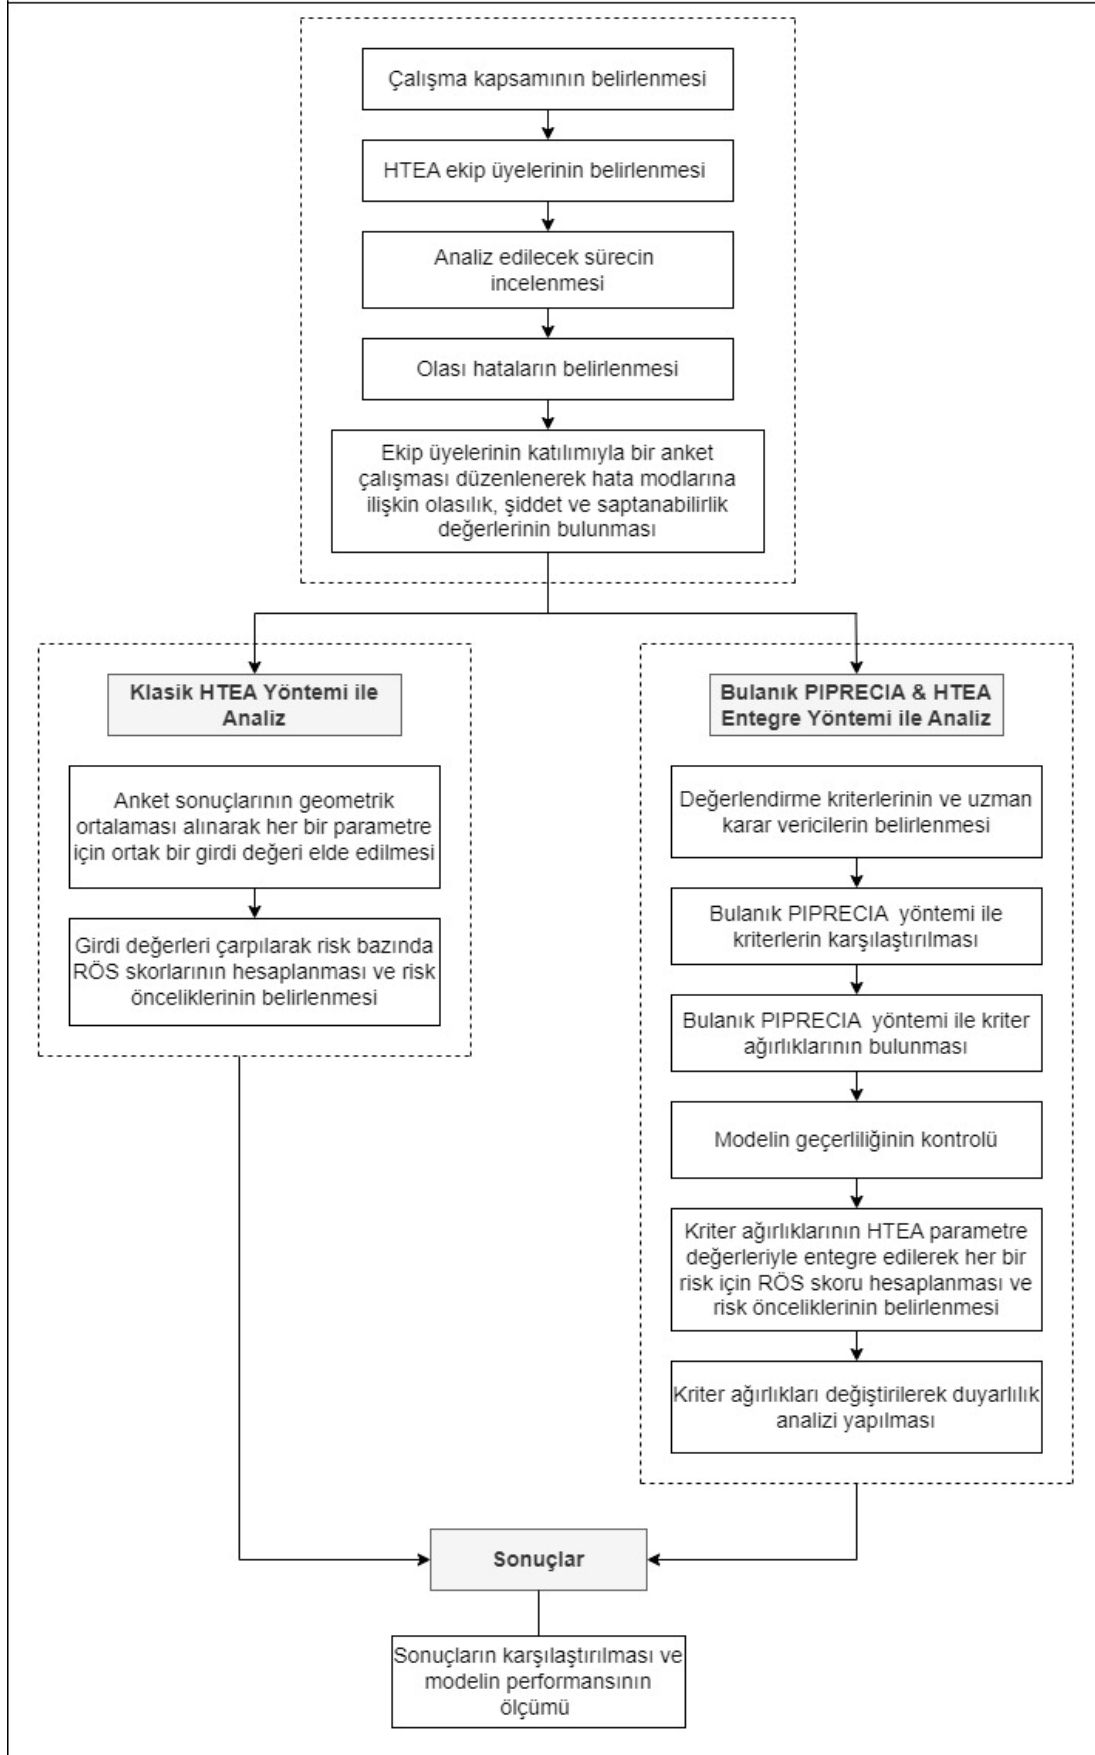 Çalışma kapsamının belirlenmesi
HTEA ekip üyelerinin belirlenmesi
Analiz edilecek sürecin
incelenmesi
Olası hataların belirlenmesi
Ekip üyelerinin katılımıyla bir anket
çalışması düzenlenerek hata modlarına
ilişkin olasılık, şiddet ve saptanabilirlik
değerlerinin bulunması
Klasik HTEA Yöntemi ile
Analiz
Anket sonuçlarının geometrik
ortalaması alınarak her bir parametre
için ortak bir girdi değeri elde edilmesi
Girdi değerleri çarpılarak risk bazında
RÖS skorlarının hesaplanması ve risk
önceliklerinin belirlenmesi
Bulanık PIPRECIA & HTEA
Entegre Yöntemi ile Analiz
Değerlendirme kriterlerinin ve uzman
karar vericilerin belirlenmesi
Bulanık PIPRECIA yöntemi ile
kriterlerin karşılaştırılması
Bulanık PIPRECIA yöntemi ile kriter
ağırlıklarının bulunması
Modelin geçerliliğinin kontrolü
Kriter ağırlıklarının HTEA parametre
değerleriyle entegre edilerek her bir
risk için RÖS skoru hesaplanması ve
risk önceliklerinin belirlenmesi
Kriter ağırlıkları değiştirilerek duyarlılık
analizi yapılması
Sonuçlar
Sonuçların karşılaştırılması ve
modelin performansının
ölçümü